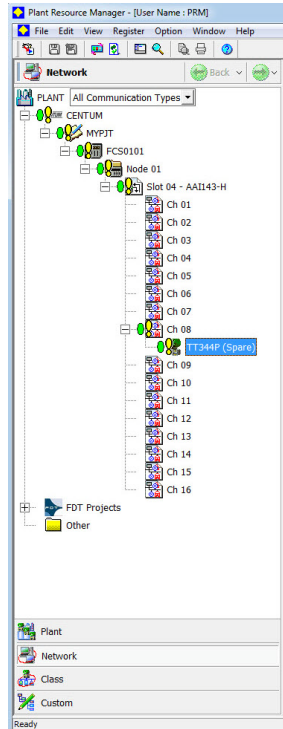 Plant Resource Manager - [User Name : PRM]
File Edit View Register Option Window Help
Network Back
PLANT All Communication Types
CENTUM
MYPJT
FCS0101
Node 01
Slot 04 - AAI143-H
Ch 01
Ch 02
Ch 03
Ch 04
Ch 05
Ch 06
Ch 07
Ch 08
TT344P (Spare)
Ch 09
Ch 10
Ch 11
Ch 12
Ch 13
Ch 14
Ch 15
Ch 16
FDT Projects
Other
Plant
Network
Class
Custom
Ready